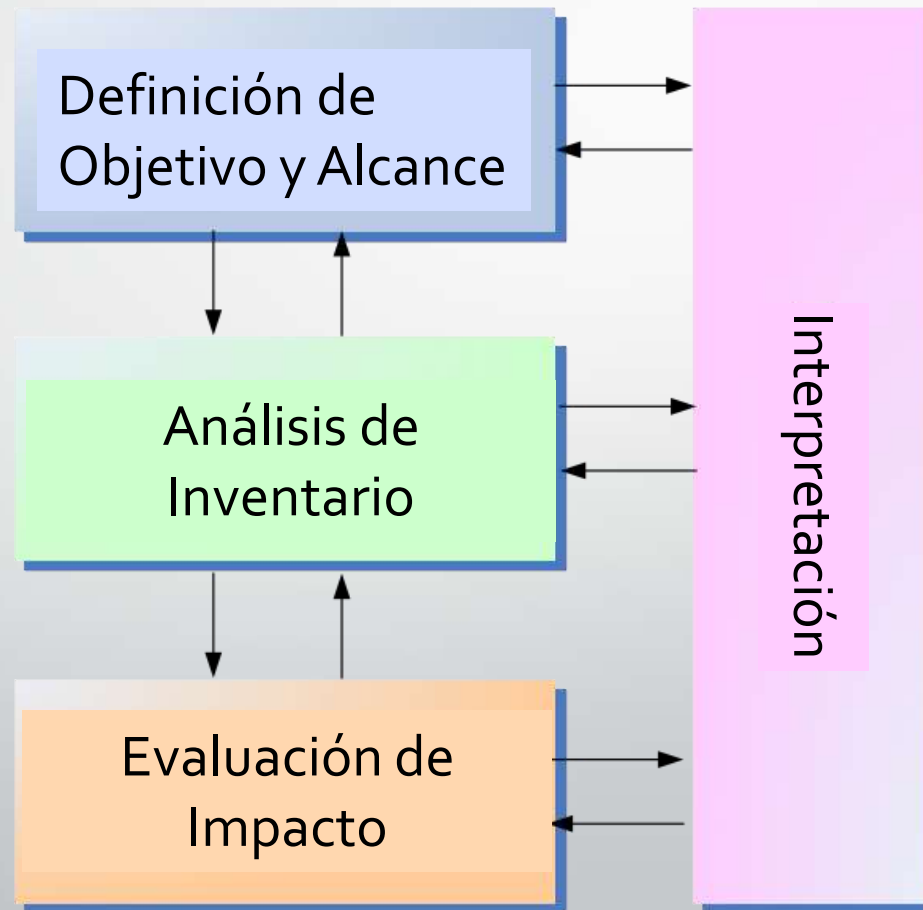 Definición de
Objetivo y Alcance
Análisis de
Inventario
Evaluación de
Impacto
Interpretación